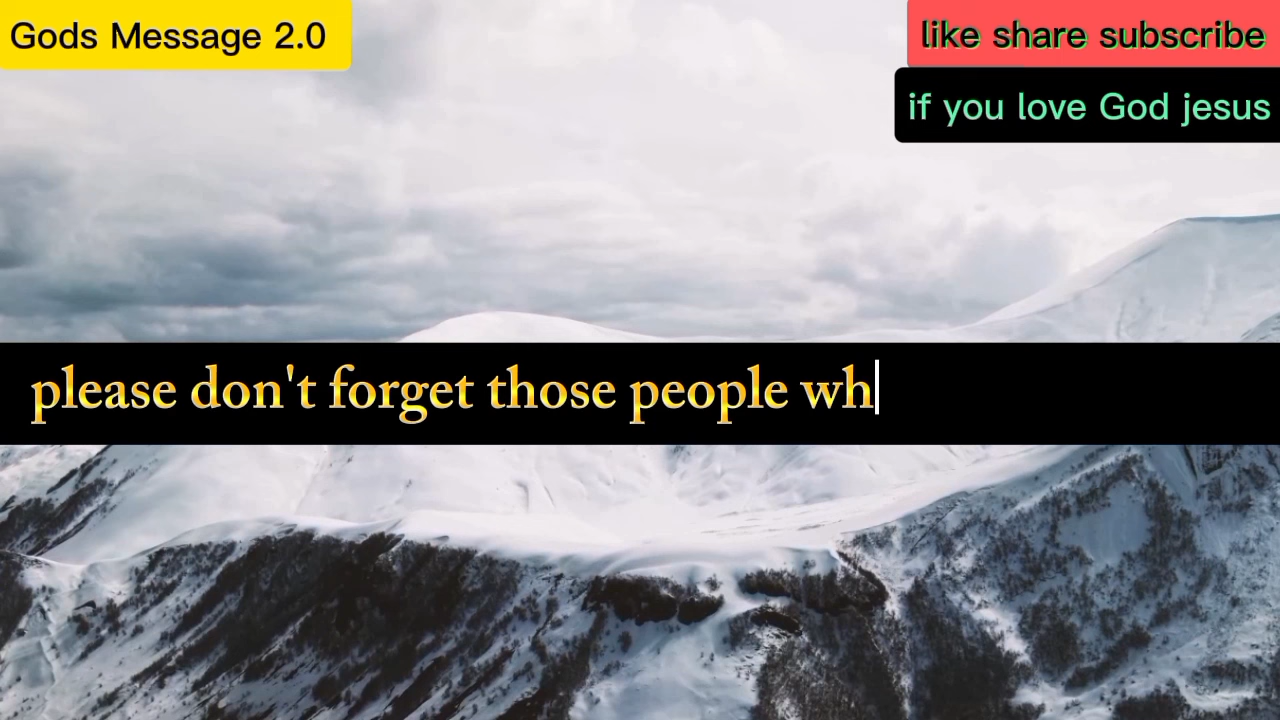 Gods Message 2.0
like share subscribe
if you love God jesus
please don't forget those people wh